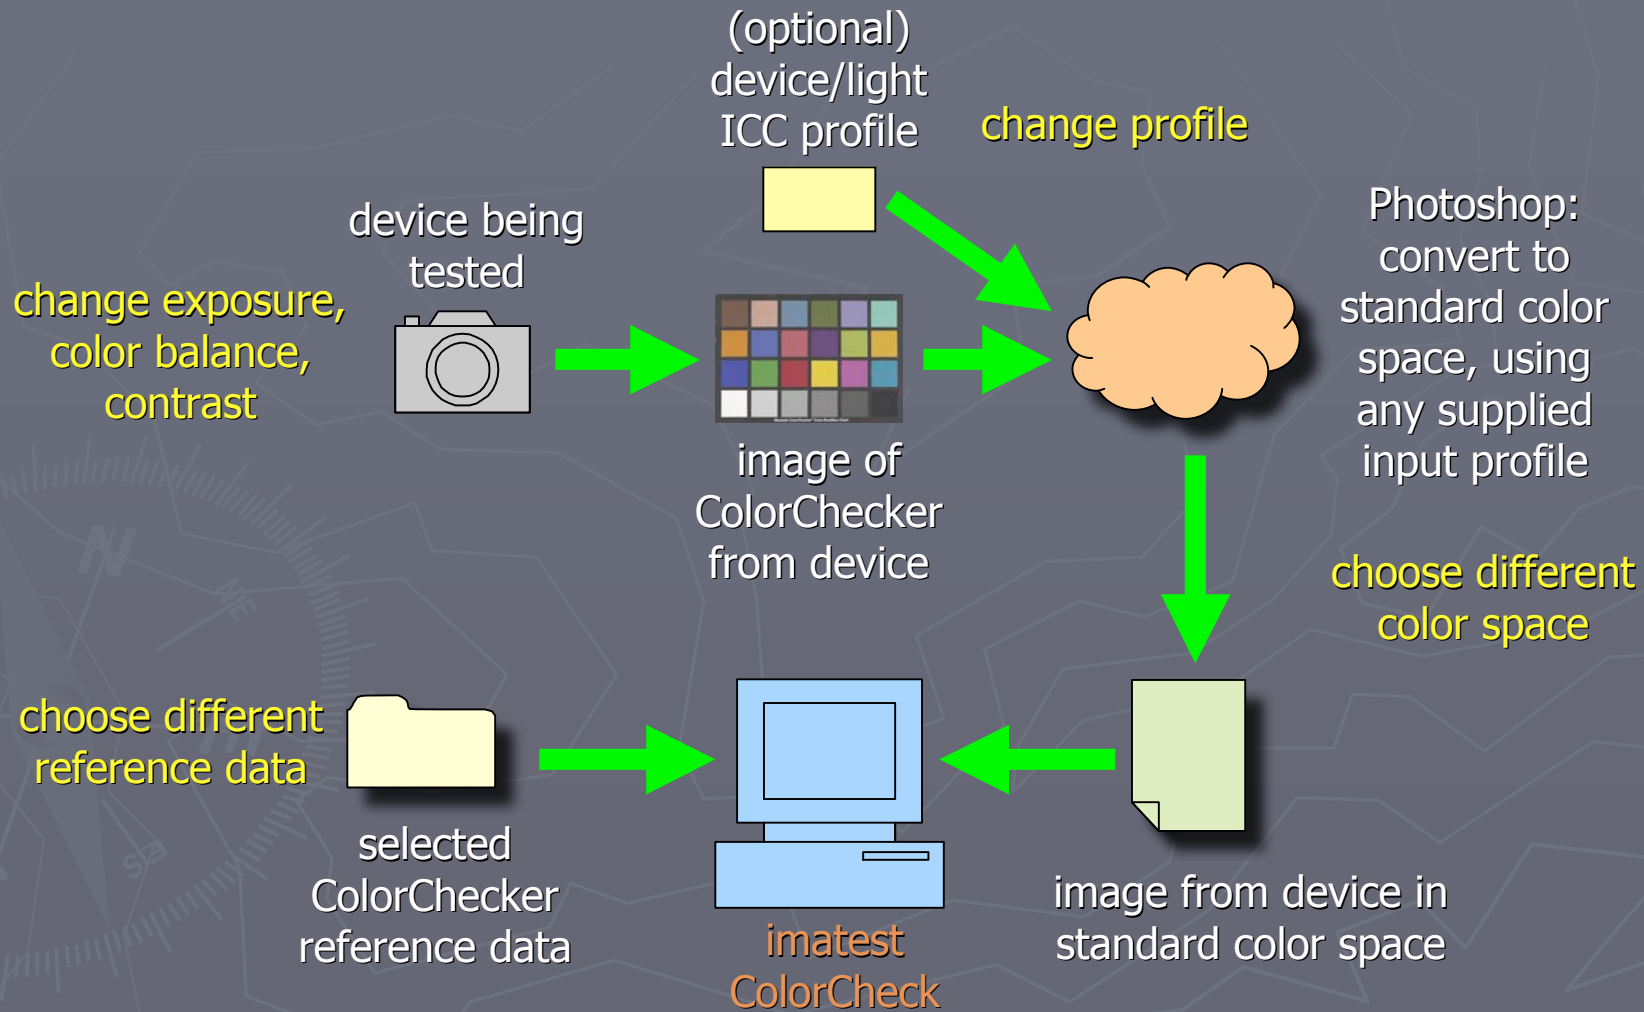 (optional)
device/light
ICC profile
change profile
device being
tested
change exposure,
color balance,
contrast
Photoshop:
convert to
standard color
space, using
any supplied
input profile
image of
ColorChecker
from device
choose different
color space
choose different
reference data
selected
ColorChecker
reference data
imatest
ColorCheck
image from device in
standard color space
N
NE
SE